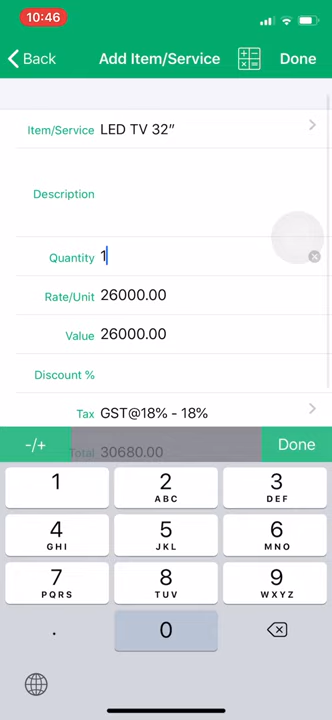 10:46
Back Add Item/Service Done
Item/Service LED TV 32”
Description
Quantity 1
Rate/Unit 26000.00
Value 26000.00
Discount %
Tax GST@18% - 18%
-/+ Done
Total 30680.00
1 2 3
ABC DEF
4 5 6
GHI JKL MNO
7 8 9
PQRS TUV WXYZ
. 0